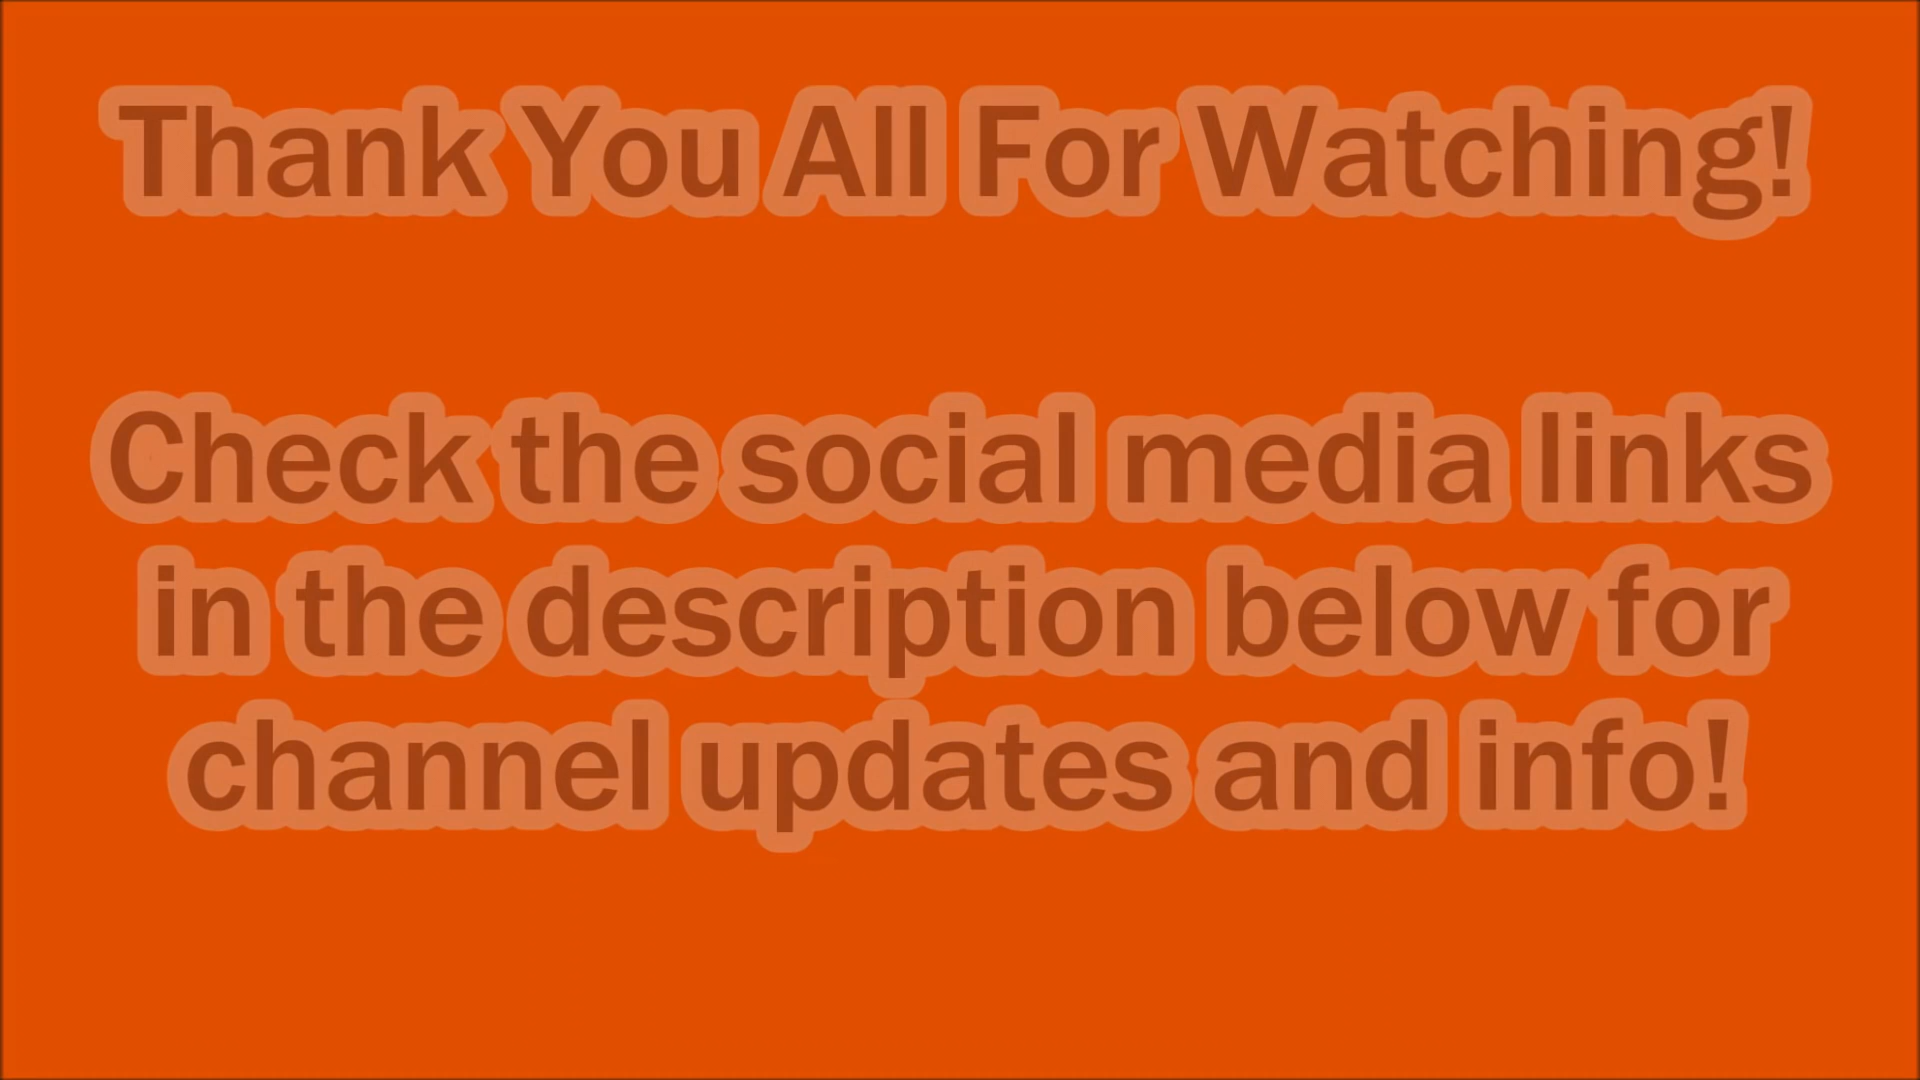 Thank You All For Watching!
Check the social media links
in the description below for
channel updates and info!